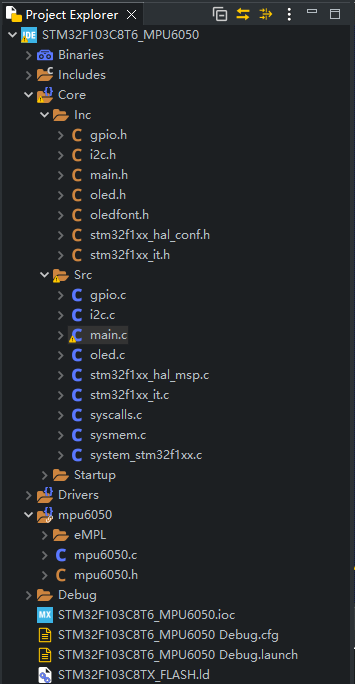 Project Explorer
STM32F103C8T6_MPU6050
Binaries
Includes
Core
Inc
gpio.h
i2c.h
main.h
oled.h
oledfont.h
stm32f1xx_hal_conf.h
stm32f1xx_it.h
Src
gpio.c
i2c.c
main.c
oled.c
stm32f1xx_hal_msp.c
stm32f1xx_it.c
syscalls.c
sysmem.c
system_stm32f1xx.c
Startup
Drivers
mpu6050
eMPL
mpu6050.c
mpu6050.h
Debug
STM32F103C8T6_MPU6050.ioc
STM32F103C8T6_MPU6050 Debug.cfg
STM32F103C8T6_MPU6050 Debug.launch
STM32F103C8TX_FLASH.ld